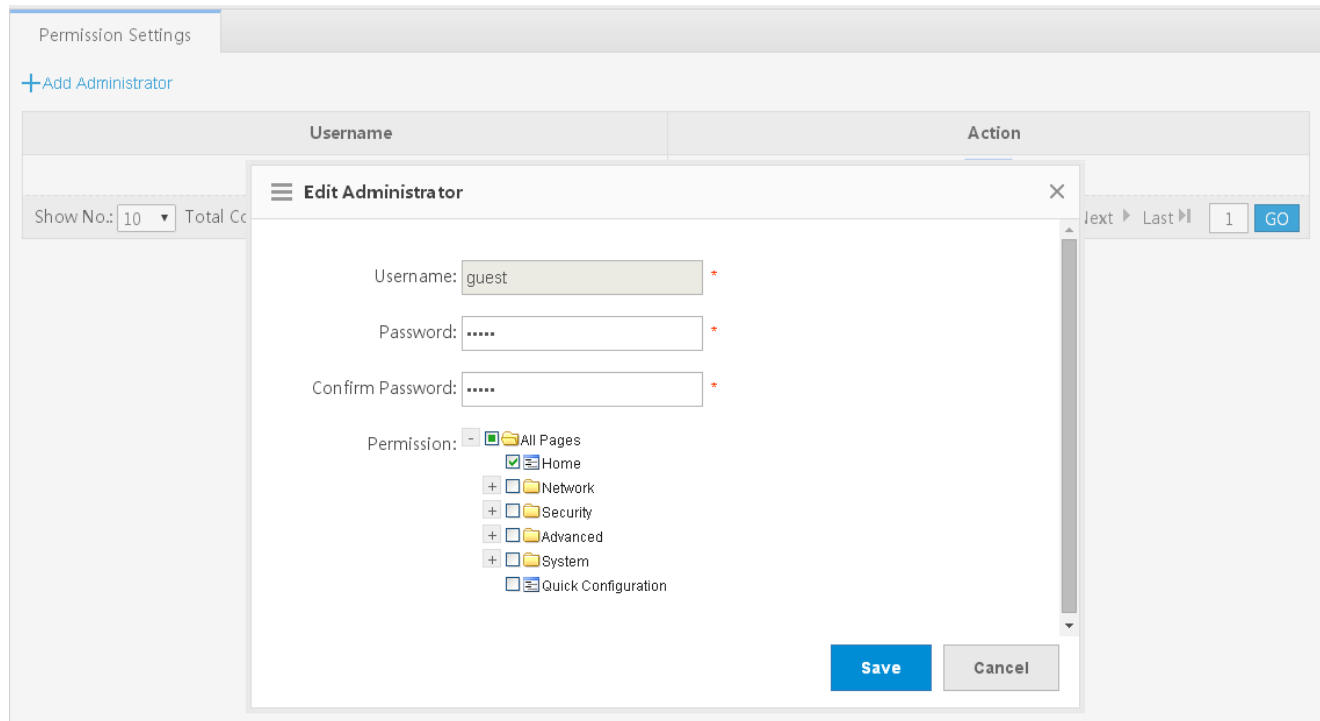 Permission Settings
Add Administrator
Username Action
Show No.: 10 Total Next Last 1 GO
Edit Administrator
Username: guest *
Password: ••••• *
Confirm Password: ••••• *
Permission: - All Pages
Home
+ Network
+ Security
+ Advanced
+ System
Quick Configuration
Save Cancel